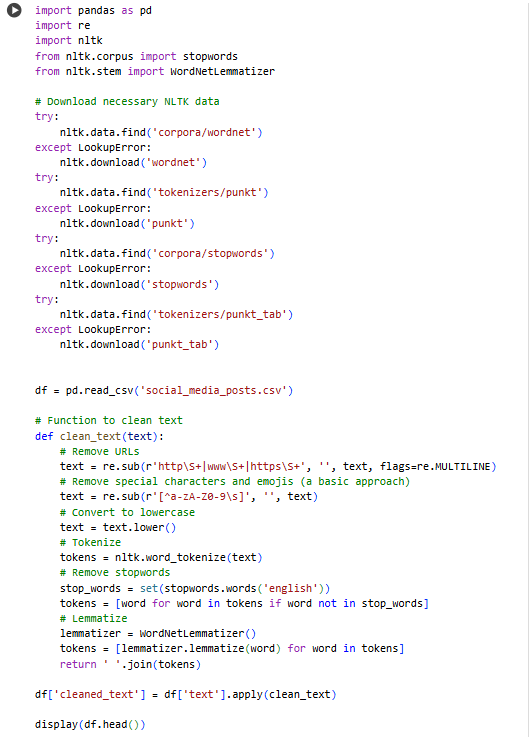 import pandas as pd
import re
import nltk
from nltk.corpus import stopwords
from nltk.stem import WordNetLemmatizer

# Download necessary NLTK data
try:
    nltk.data.find('corpora/wordnet')
except LookupError:
    nltk.download('wordnet')
try:
    nltk.data.find('tokenizers/punkt')
except LookupError:
    nltk.download('punkt')
try:
    nltk.data.find('corpora/stopwords')
except LookupError:
    nltk.download('stopwords')
try:
    nltk.data.find('tokenizers/punkt_tab')
except LookupError:
    nltk.download('punkt_tab')


df = pd.read_csv('social_media_posts.csv')

# Function to clean text
def clean_text(text):
    # Remove URLs
    text = re.sub(r'http\S+|www\S+|https\S+', '', text, flags=re.MULTILINE)
    # Remove special characters and emojis (a basic approach)
    text = re.sub(r'[^a-zA-Z0-9\s]', '', text)
    # Convert to lowercase
    text = text.lower()
    # Tokenize
    tokens = nltk.word_tokenize(text)
    # Remove stopwords
    stop_words = set(stopwords.words('english'))
    tokens = [word for word in tokens if word not in stop_words]
    # Lemmatize
    lemmatizer = WordNetLemmatizer()
    tokens = [lemmatizer.lemmatize(word) for word in tokens]
    return ' '.join(tokens)

df['cleaned_text'] = df['text'].apply(clean_text)

display(df.head())